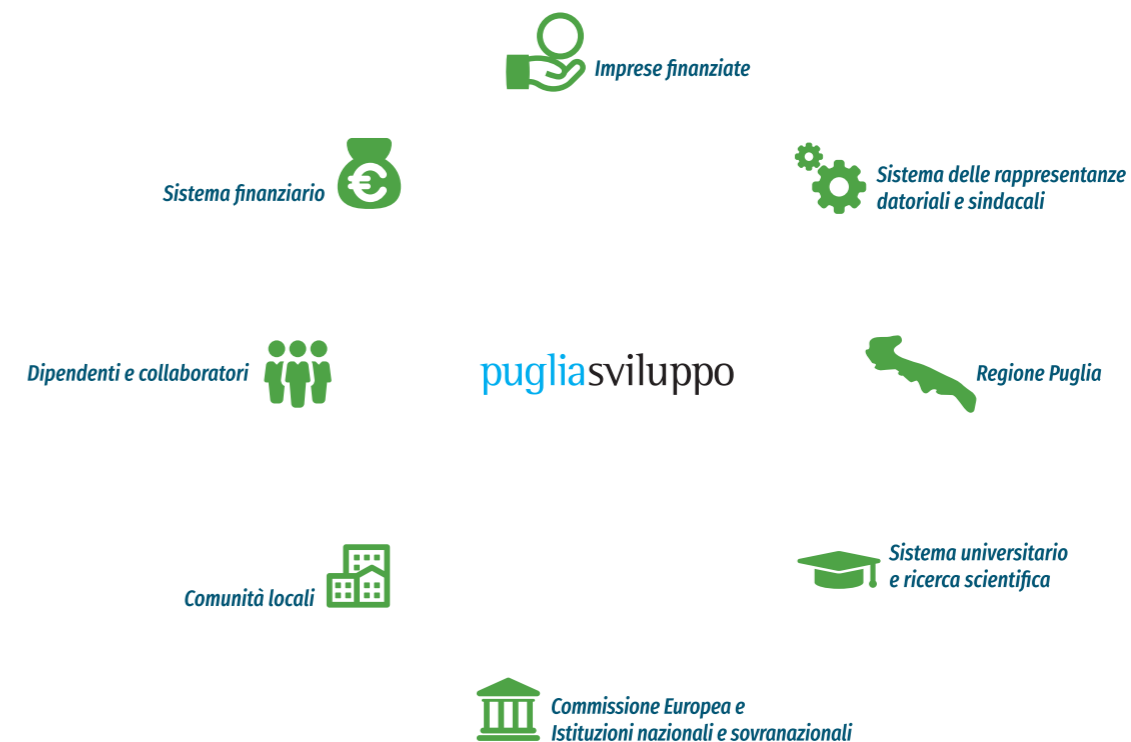 Imprese finanziate
Sistema finanziario
Sistema delle rappresentanze
datoriali e sindacali
Dipendenti e collaboratori
pugliasviluppo
Regione Puglia
Sistema universitario
e ricerca scientifica
Comunità locali
Commissione Europea e
Istituzioni nazionali e sovranazionali